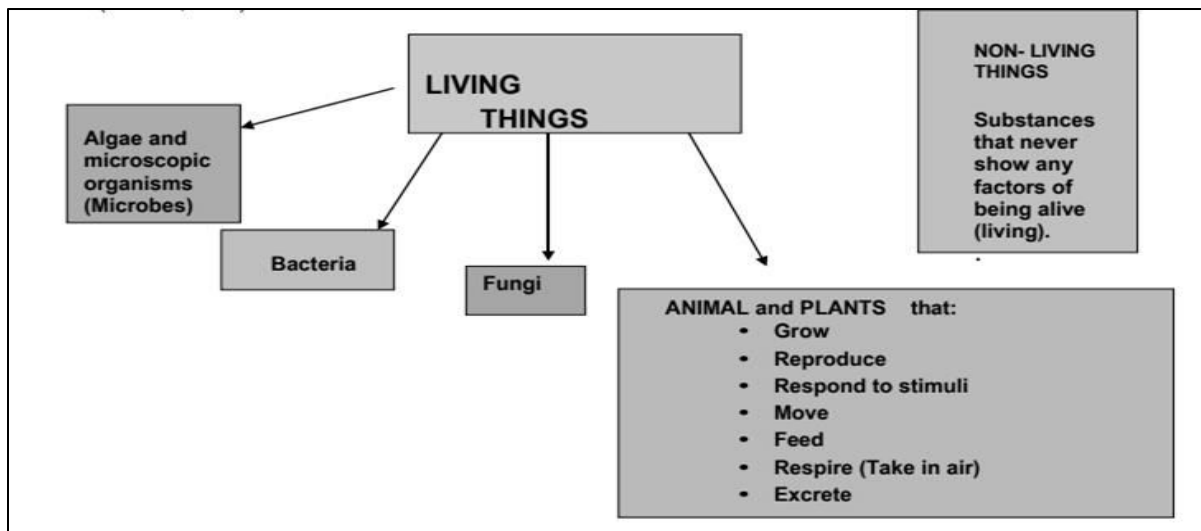 LIVING
THINGS
NON- LIVING
THINGS
Substances
that never
show any
factors of
being alive
(living).
.
Algae and
microscopic
organisms
(Microbes)
Bacteria
Fungi
ANIMAL and PLANTS that:
• Grow
• Reproduce
• Respond to stimuli
• Move
• Feed
• Respire (Take in air)
• Excrete